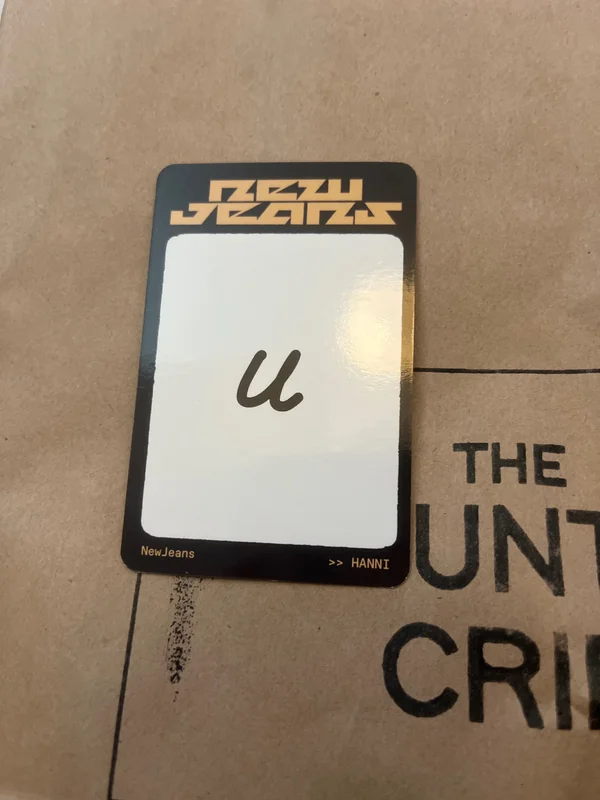 NEW
JEANS
u
NewJeans
>> HANNI
THE
UNT
CRI